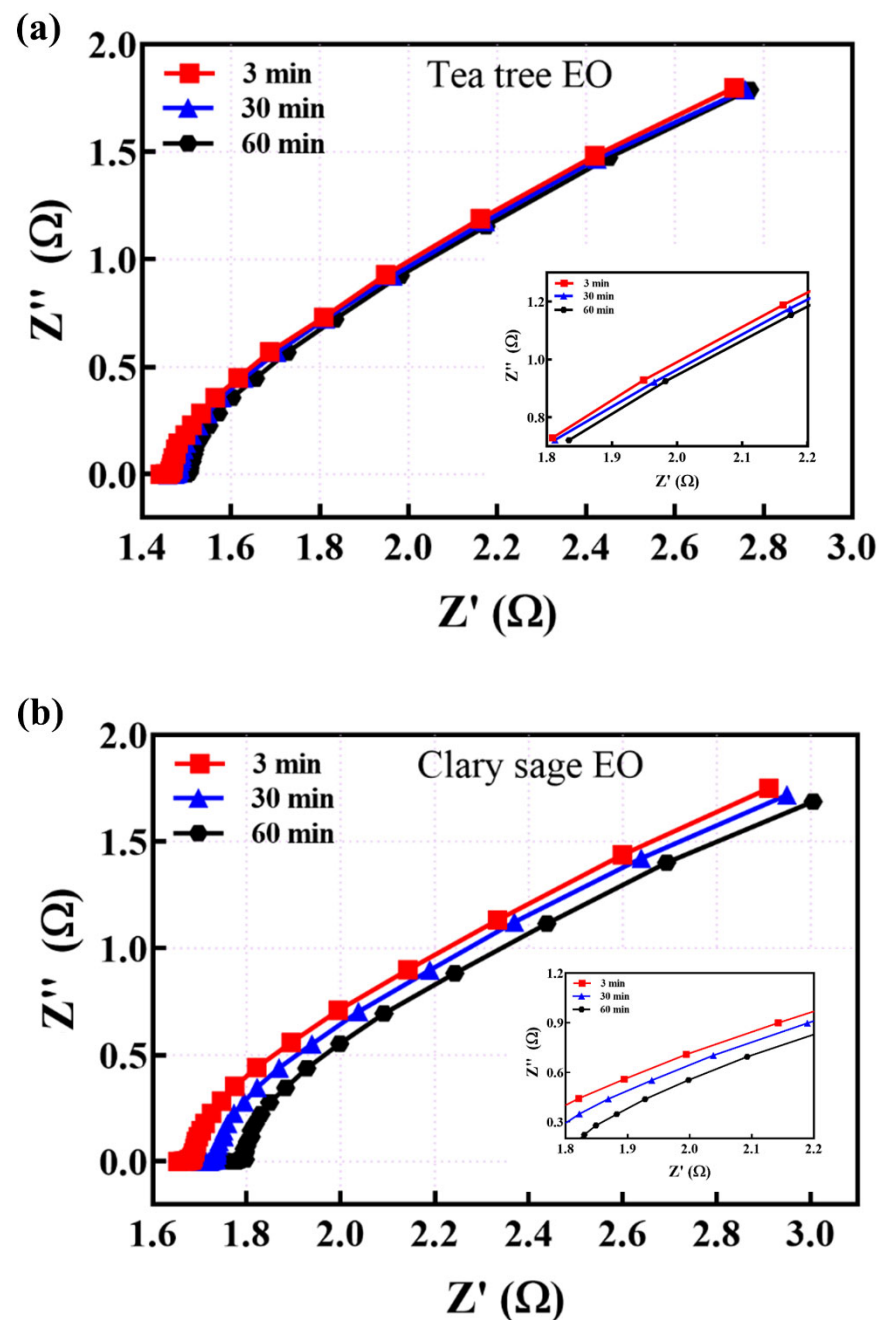 (a)
Tea tree EO
3 min
30 min
60 min
2.0
1.5
1.0
0.5
0.0
Z'' (Ω)
1.4 1.6 1.8 2.0 2.2 2.4 2.6 2.8 3.0
Z' (Ω)
3 min
30 min
60 min
1.2
1.0
0.8
Z'' (Ω)
1.8 1.9 2.0 2.1 2.2
Z' (Ω)
(b)
Clary sage EO
3 min
30 min
60 min
2.0
1.5
1.0
0.5
0.0
Z'' (Ω)
1.6 1.8 2.0 2.2 2.4 2.6 2.8 3.0
Z' (Ω)
3 min
30 min
60 min
1.2
0.9
0.6
0.3
Z'' (Ω)
1.8 1.9 2.0 2.1 2.2
Z' (Ω)